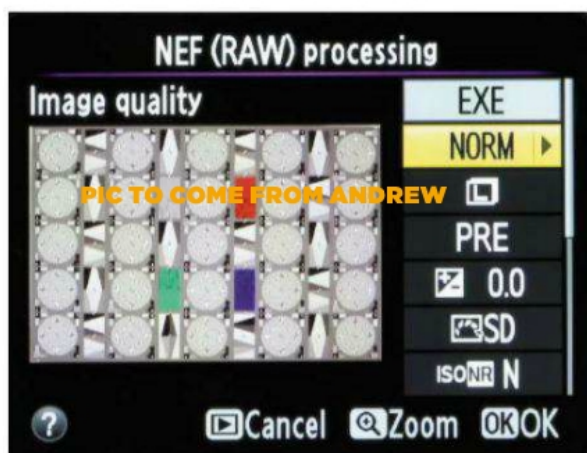 NEF (RAW) processing
Image quality
EXE
NORM
PIC TO COME FROM ANDREW
L
PRE
0.0
SD
ISO NR N
? Cancel Zoom OK OK